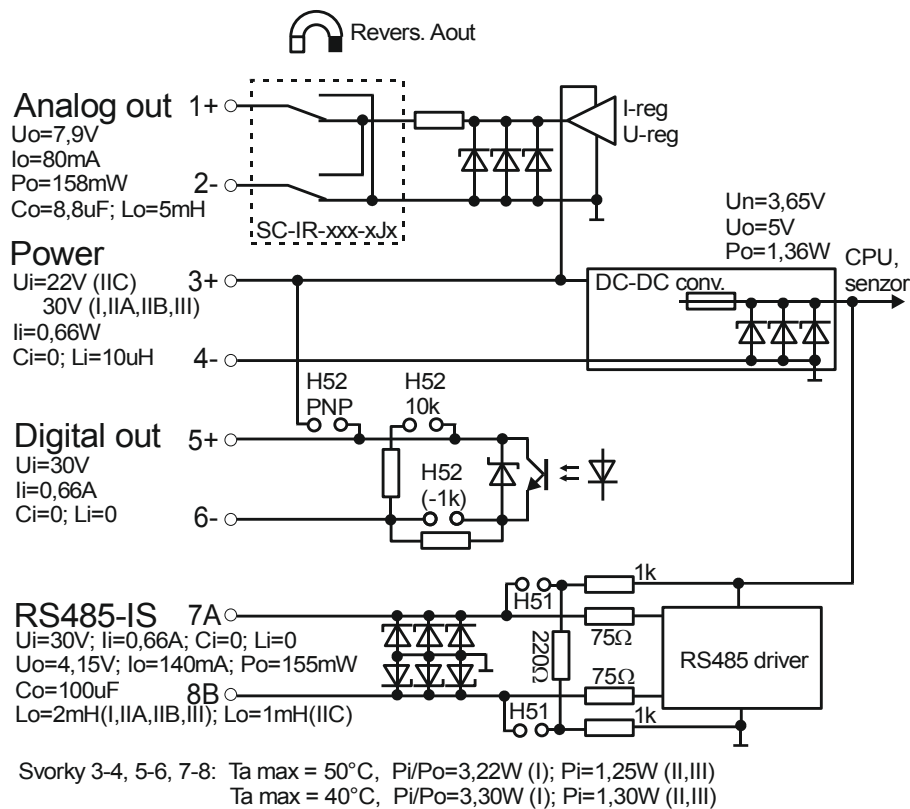 Revers. Aout
Analog out 1+
Uo=7,9V
Io=80mA
Po=158mW
2-
Co=8,8uF; Lo=5mH
SC-IR-xxx-xJx
I-reg
U-reg
Un=3,65V
Uo=5V
Po=1,36W
CPU,
senzor
Power
Ui=22V (IIC)
3+
30V (I,IIA,IIB,III)
Ii=0,66W
Ci=0; Li=10uH
4-
DC-DC conv.
H52
PNP
H52
10k
Digital out 5+
Ui=30V
Ii=0,66A
Ci=0; Li=0
6-
H52
(-1k)
RS485-IS 7A
Ui=30V; Ii=0,66A; Ci=0; Li=0
Uo=4,15V; Io=140mA; Po=155mW
Co=100uF
8B
Lo=2mH(I,IIA,IIB,III); Lo=1mH(IIC)
H51
1k
75Ω
220Ω
75Ω
H51
1k
RS485 driver
Svorky 3-4, 5-6, 7-8: Ta max = 50°C, Pi/Po=3,22W (I); Pi=1,25W (II,III)
Ta max = 40°C, Pi/Po=3,30W (I); Pi=1,30W (II,III)